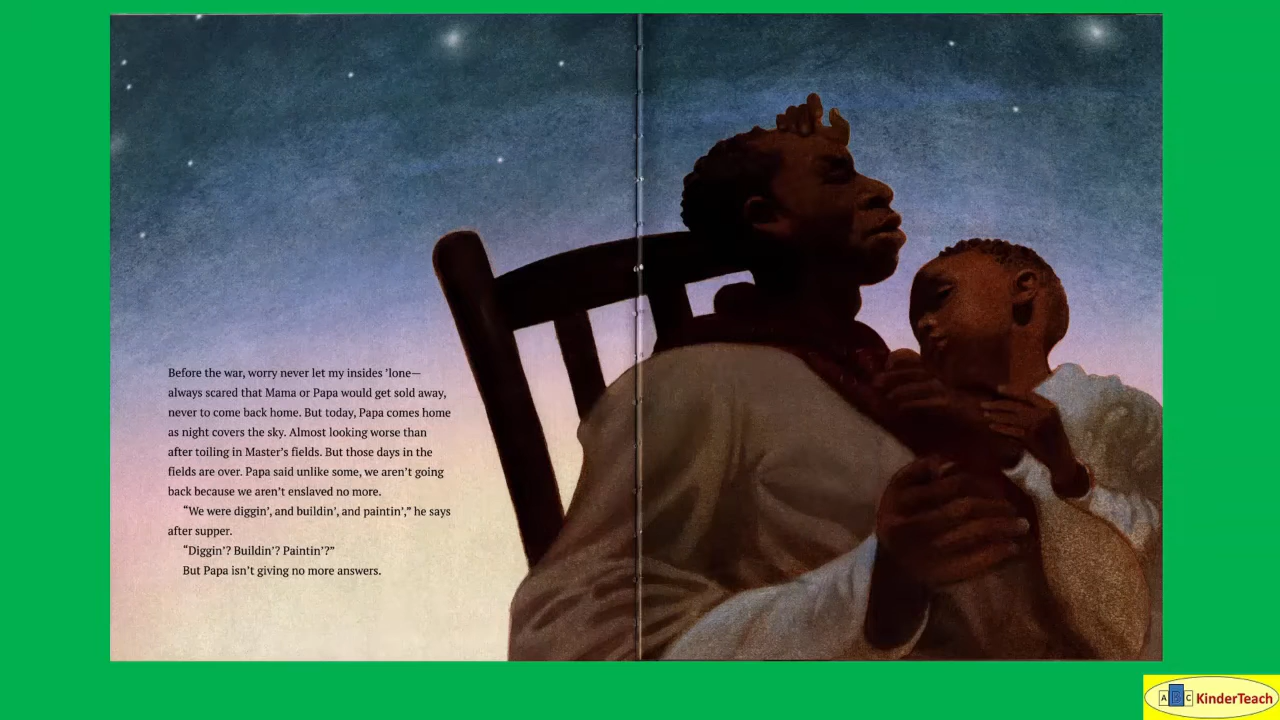 Before the war, worry never let my insides ’lone—
always scared that Mama or Papa would get sold away,
never to come back home. But today, Papa comes home
as night covers the sky. Almost looking worse than
after toiling in Master’s fields. But those days in the
fields are over. Papa said unlike some, we aren’t going
back because we aren’t enslaved no more.
“We were diggin’, and buildin’, and paintin’,” he says
after supper.
“Diggin’? Buildin’? Paintin’?”
But Papa isn’t giving no more answers.
A B C KinderTeach